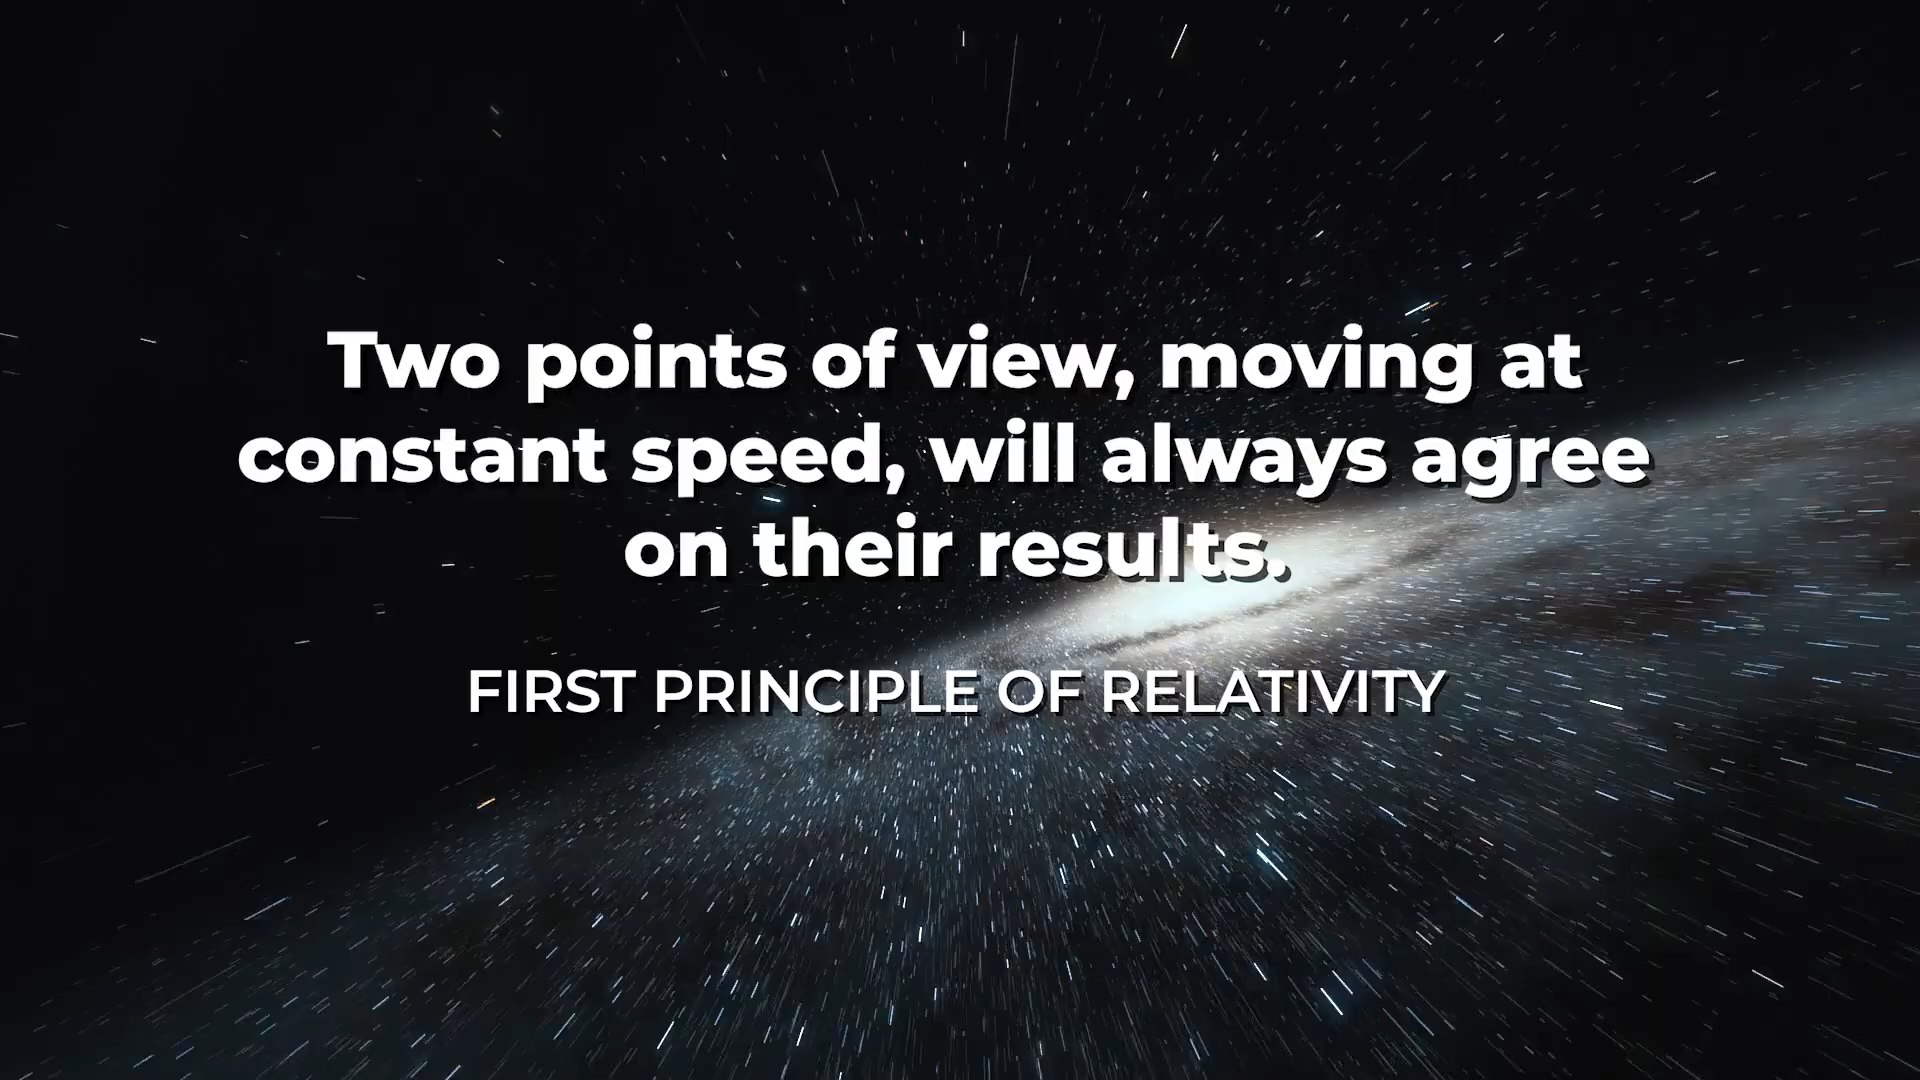 Two points of view, moving at
constant speed, will always agree
on their results.
FIRST PRINCIPLE OF RELATIVITY